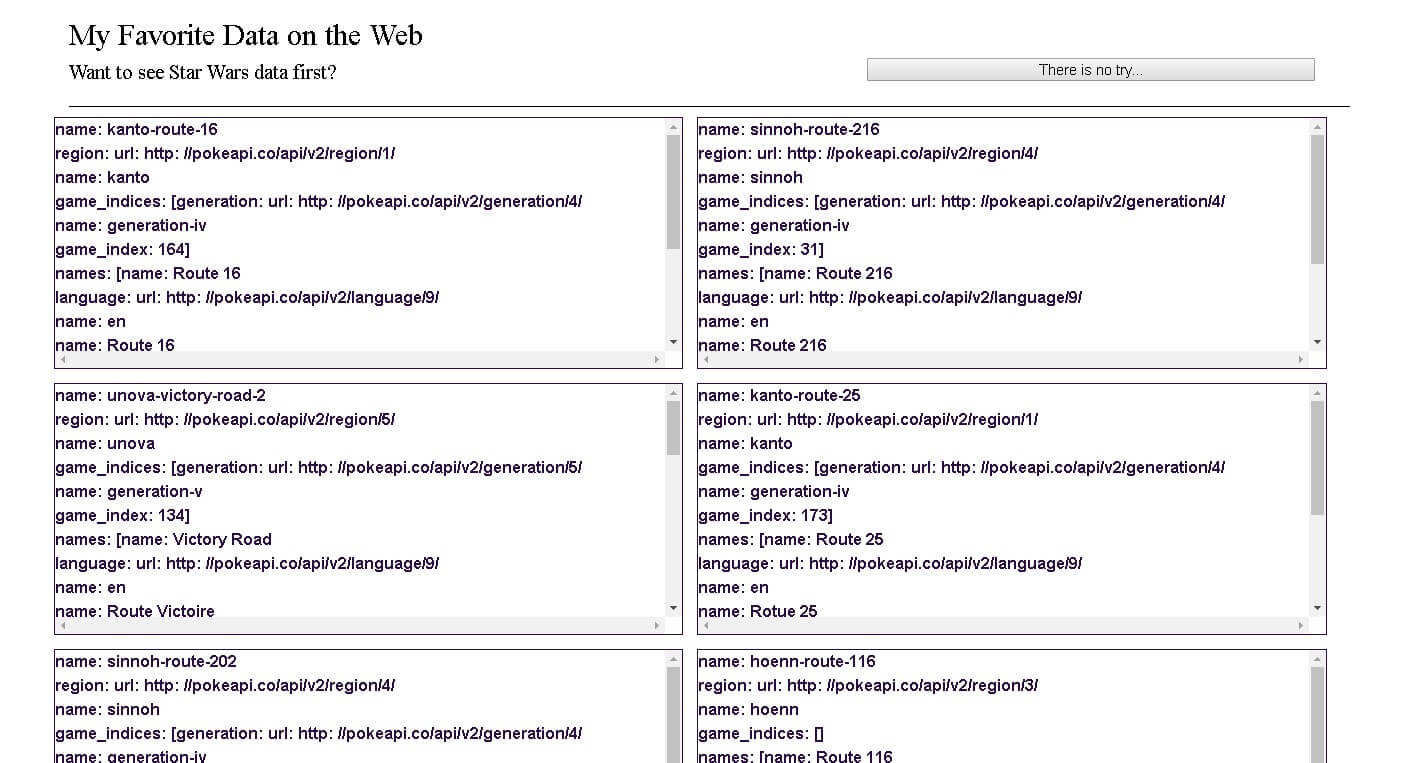 My Favorite Data on the Web
Want to see Star Wars data first?
There is no try...
name: kanto-route-16
region: url: http: //pokeapi.co/api/v2/region/1/
name: kanto
game_indices: [generation: url: http: //pokeapi.co/api/v2/generation/4/
name: generation-iv
game_index: 164]
names: [name: Route 16
language: url: http: //pokeapi.co/api/v2/language/9/
name: en
name: Route 16
name: sinnoh-route-216
region: url: http: //pokeapi.co/api/v2/region/4/
name: sinnoh
game_indices: [generation: url: http: //pokeapi.co/api/v2/generation/4/
name: generation-iv
game_index: 31]
names: [name: Route 216
language: url: http: //pokeapi.co/api/v2/language/9/
name: en
name: Route 216
name: unova-victory-road-2
region: url: http: //pokeapi.co/api/v2/region/5/
name: unova
game_indices: [generation: url: http: //pokeapi.co/api/v2/generation/5/
name: generation-v
game_index: 134]
names: [name: Victory Road
language: url: http: //pokeapi.co/api/v2/language/9/
name: en
name: Route Victoire
name: kanto-route-25
region: url: http: //pokeapi.co/api/v2/region/1/
name: kanto
game_indices: [generation: url: http: //pokeapi.co/api/v2/generation/4/
name: generation-iv
game_index: 173]
names: [name: Route 25
language: url: http: //pokeapi.co/api/v2/language/9/
name: en
name: Rotue 25
name: sinnoh-route-202
region: url: http: //pokeapi.co/api/v2/region/4/
name: sinnoh
game_indices: [generation: url: http: //pokeapi.co/api/v2/generation/4/
name: generation-iv
name: hoenn-route-116
region: url: http: //pokeapi.co/api/v2/region/3/
name: hoenn
game_indices: []
names: [name: Route 116